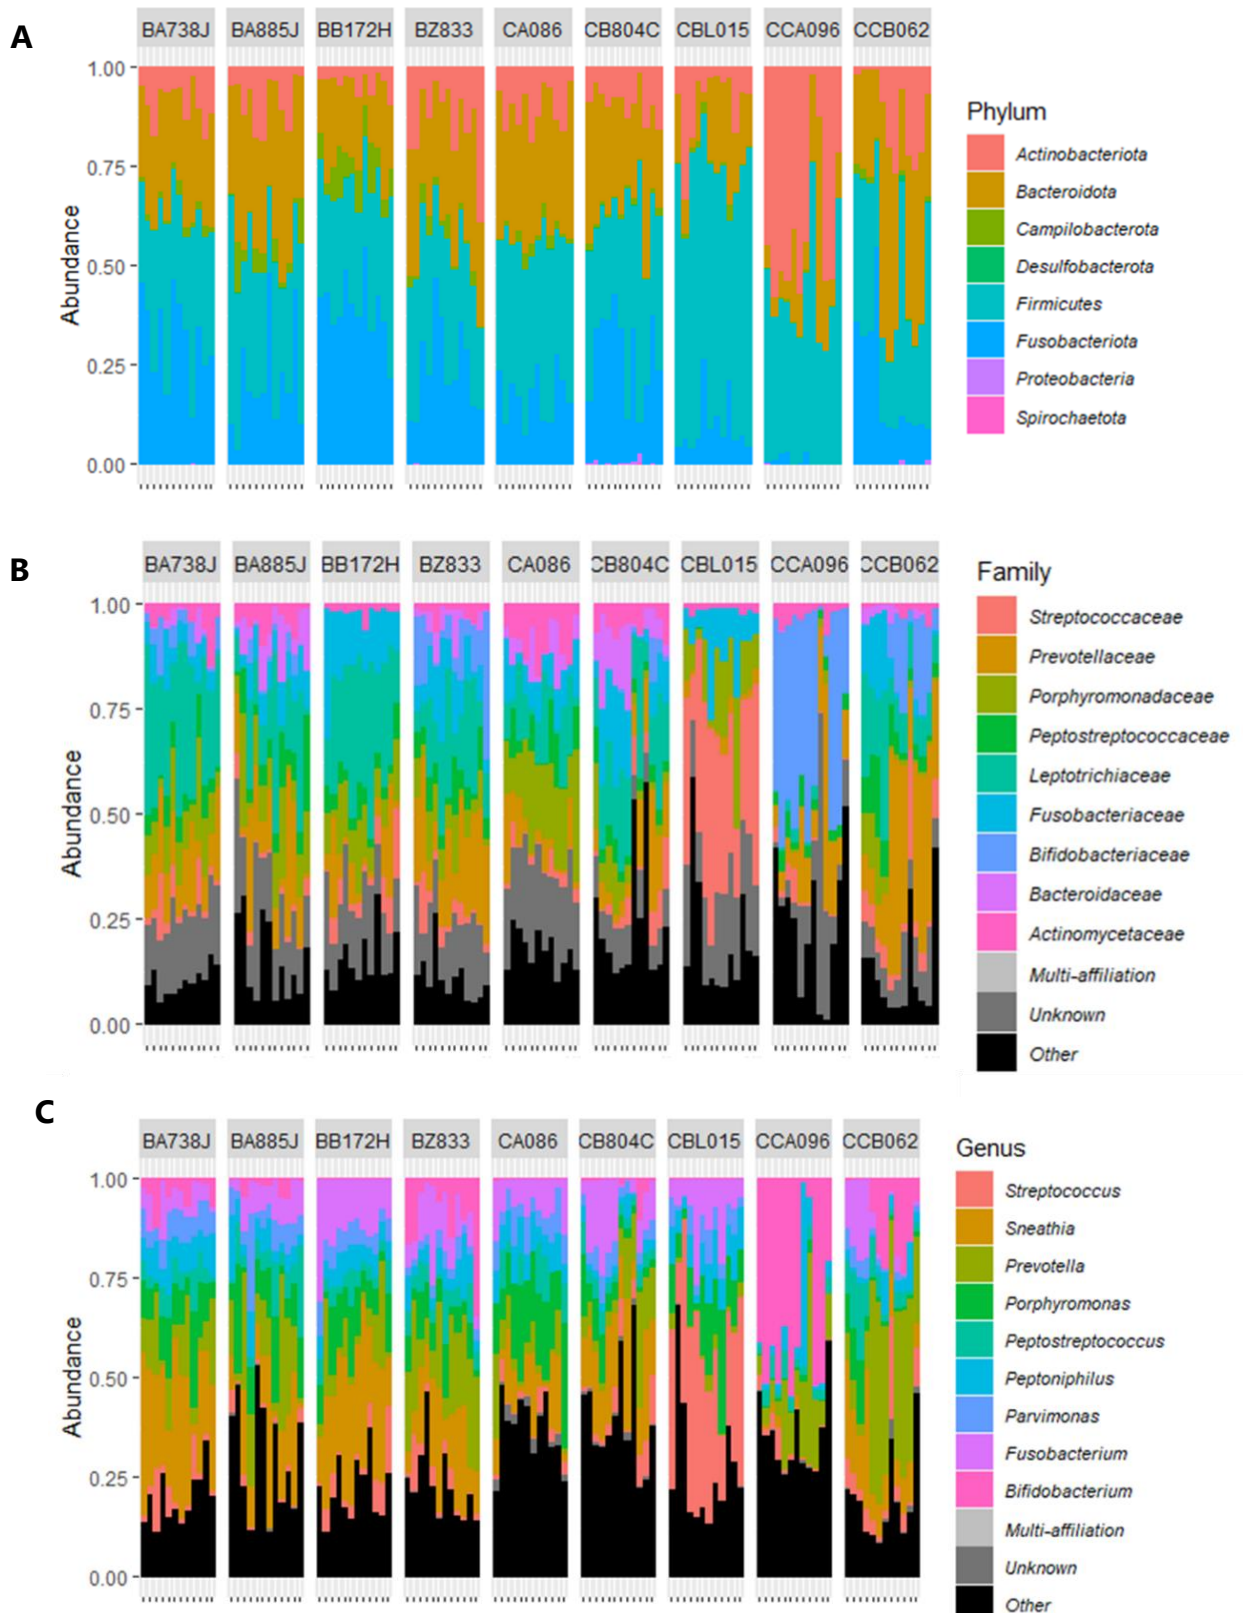 A
BA738J BA885J BB172H BZ833 CA086 CB804C CBL015 CCA096 CCB062
1.00
0.75
0.50
0.25
0.00
Abundance
Phylum
Actinobacteriota
Bacteroidota
Campilobacterota
Desulfobacterota
Firmicutes
Fusobacteriota
Proteobacteria
Spirochaetota
B
BA738J BA885J BB172H BZ833 CA086 CB804C CBL015 CCA096 CCB062
1.00
0.75
0.50
0.25
0.00
Abundance
Family
Streptococcaceae
Prevotellaceae
Porphyromonadaceae
Peptostreptococcaceae
Leptotrichiaceae
Fusobacteriaceae
Bifidobacteriaceae
Bacteroidaceae
Actinomycetaceae
Multi-affiliation
Unknown
Other
C
BA738J BA885J BB172H BZ833 CA086 CB804C CBL015 CCA096 CCB062
1.00
0.75
0.50
0.25
0.00
Abundance
Genus
Streptococcus
Sneathia
Prevotella
Porphyromonas
Peptostreptococcus
Peptoniphilus
Parvimonas
Fusobacterium
Bifidobacterium
Multi-affiliation
Unknown
Other